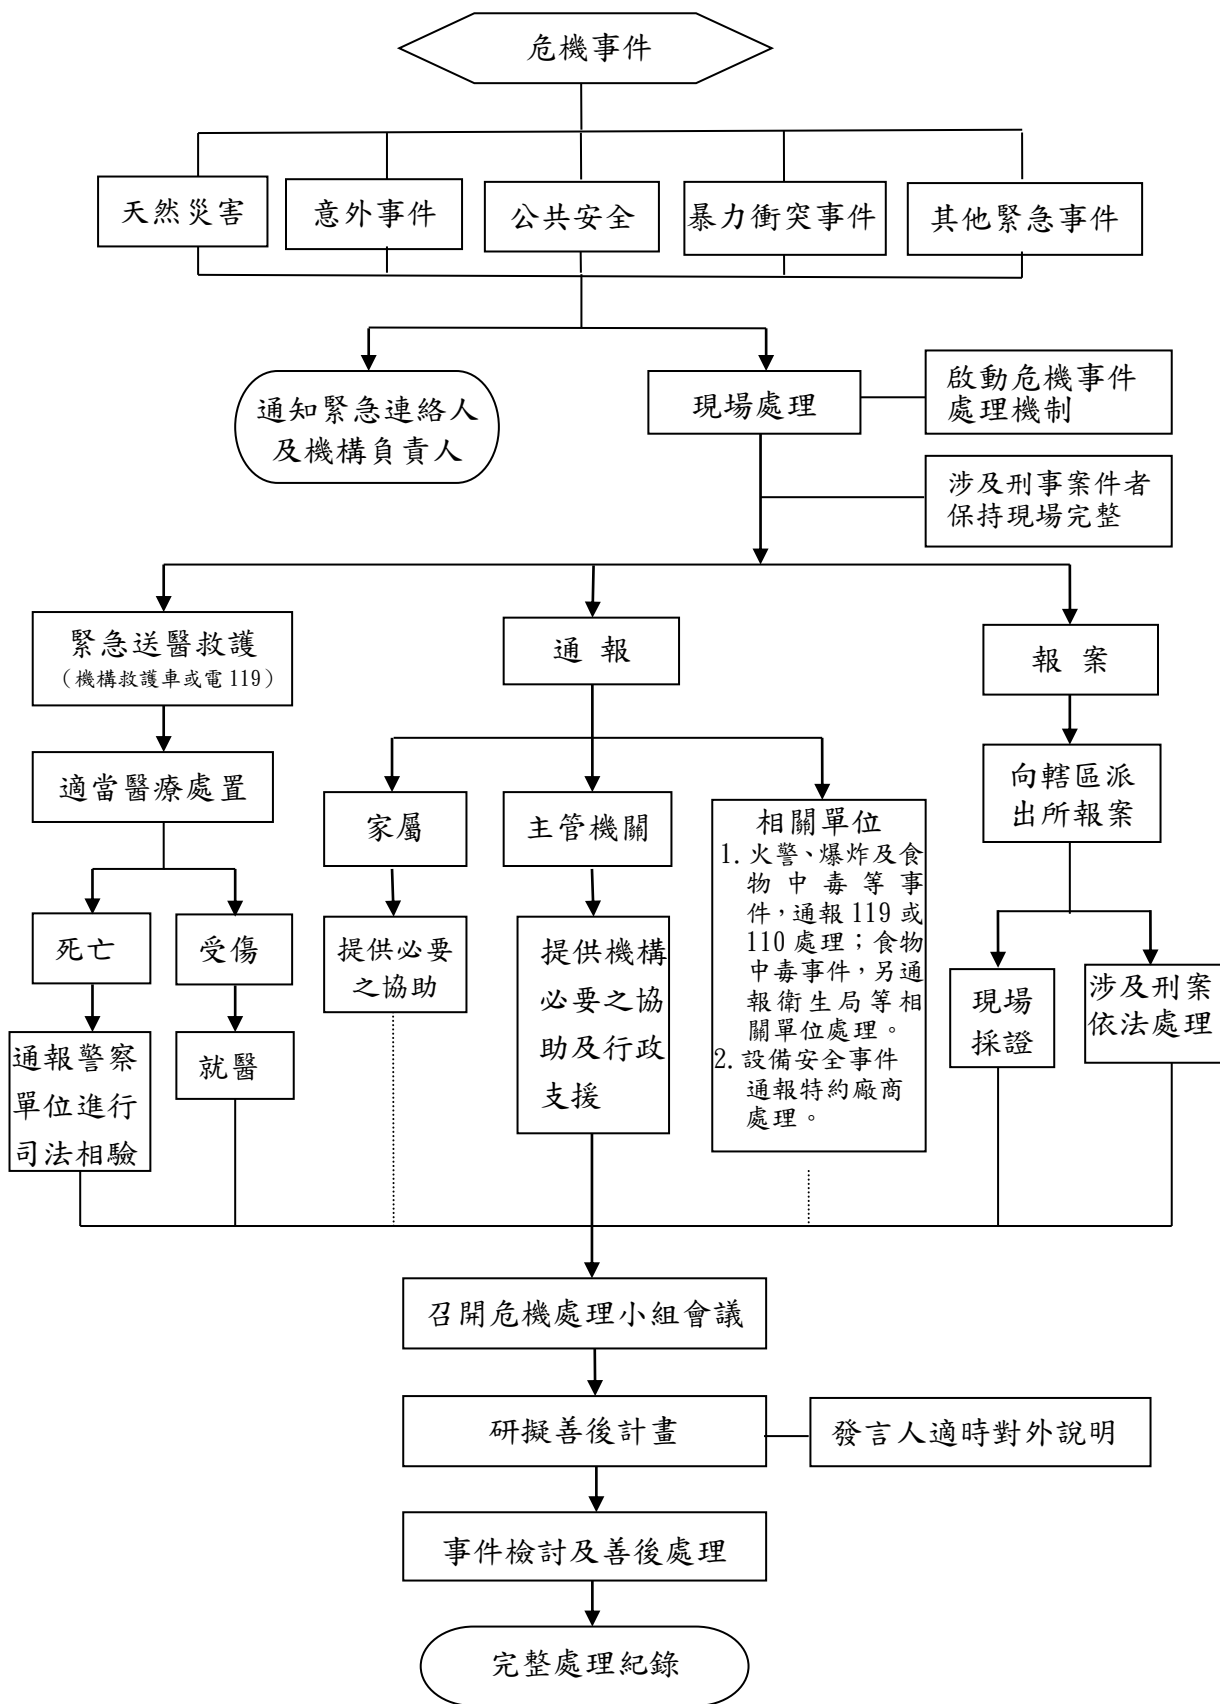 危機事件
天然災害
意外事件
公共安全
暴力衝突事件
其他緊急事件
通知緊急連絡人
及機構負責人
現場處理
啟動危機事件
處理機制
涉及刑事案件者
保持現場完整
緊急送醫救護
（機構救護車或電 119）
通 報
報 案
適當醫療處置
家屬
主管機關
相關單位
1. 火警、爆炸及食
物中毒等事
件，通報 119 或
110 處理；食物
中毒事件，另通
報衛生局等相
關單位處理。
2. 設備安全事件
通報特約廠商
處理。
向轄區派
出所報案
死亡
受傷
提供必要
之協助
提供機構
必要之協
助及行政
支援
現場
採證
涉及刑案
依法處理
通報警察
單位進行
司法相驗
就醫
召開危機處理小組會議
研擬善後計畫
發言人適時對外說明
事件檢討及善後處理
完整處理紀錄